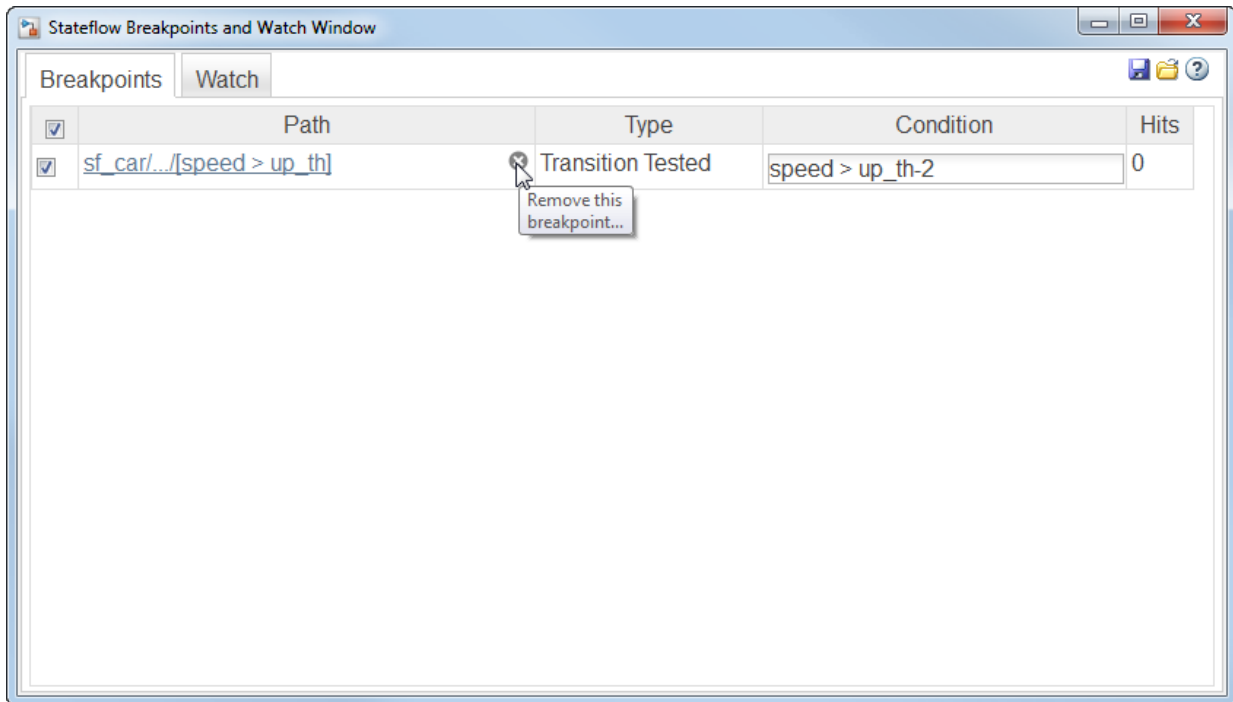 Stateflow Breakpoints and Watch Window
Breakpoints Watch
Path Type Condition Hits
sf_car/.../[speed > up_th] Transition Tested speed > up_th-2 0
Remove this
breakpoint...